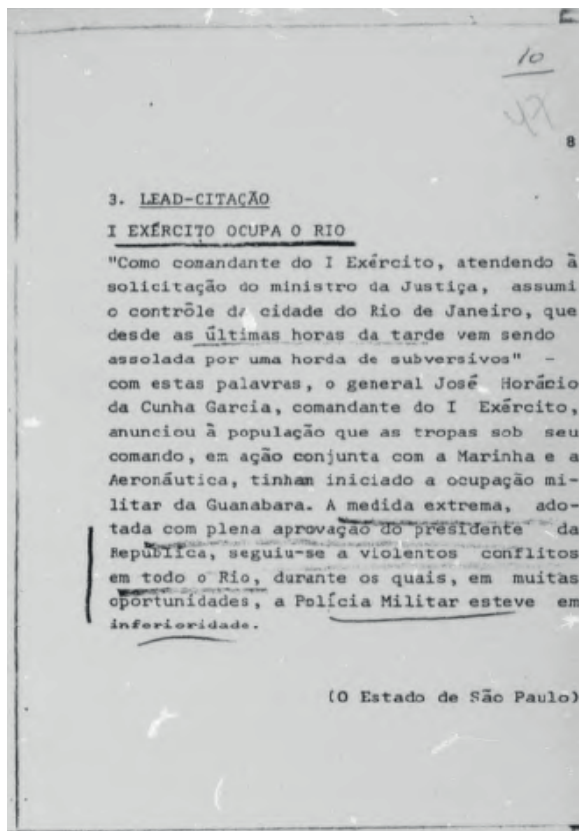 10
47
8
3. LEAD-CITAÇÃO
I EXÉRCITO OCUPA O RIO
"Como comandante do I Exército, atendendo à
solicitação do ministro da Justiça, assumi
o contrôle da cidade do Rio de Janeiro, que
desde as últimas horas da tarde vem sendo
assolada por uma horda de subversivos" -
com estas palavras, o general José Horácio
da Cunha Garcia, comandante do I Exército,
anunciou à população que as tropas sob seu
comando, em ação conjunta com a Marinha e a
Aeronáutica, tinham iniciado a ocupação mi-
litar da Guanabara. A medida extrema, ado-
tada com plena aprovação do presidente da
República, seguiu-se a violentos conflitos
em todo o Rio, durante os quais, em muitas
oportunidades, a Polícia Militar esteve em
inferioridade.
(O Estado de São Paulo)